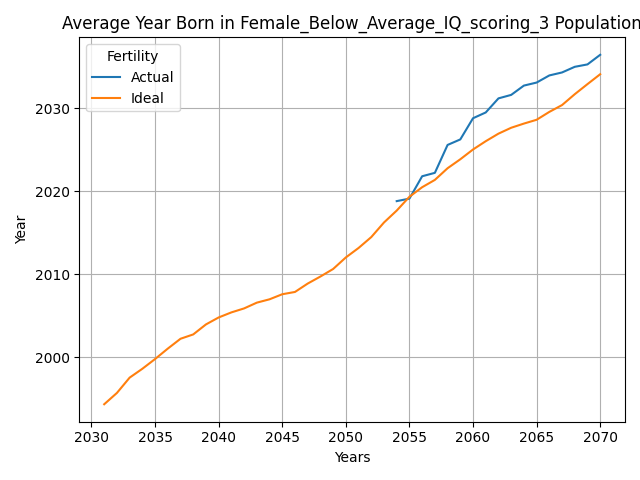 Average Year Born in Female_Below_Average_IQ_scoring_3 Population
Fertility
Actual
Ideal
2030
2020
2010
2000
Year
2030 2035 2040 2045 2050 2055 2060 2065 2070
Years